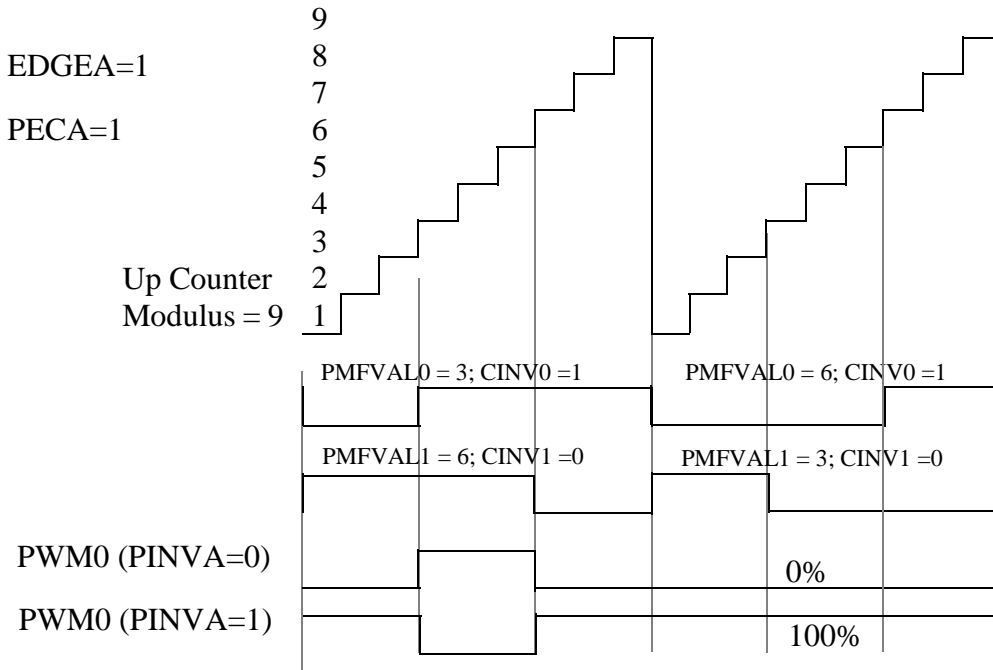 9
EDGEA=1
8
7
PECA=1
6
5
4
3
Up Counter
2
Modulus = 9
1
PMFVAL0 = 3; CINV0 =1
PMFVAL0 = 6; CINV0 =1
PMFVAL1 = 6; CINV1 =0
PMFVAL1 = 3; CINV1 =0
PWM0 (PINVA=0)
0%
PWM0 (PINVA=1)
100%